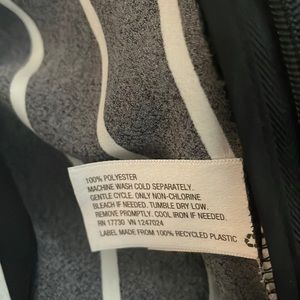 100% POLYESTER
MACHINE WASH COLD SEPARATELY.
GENTLE CYCLE. ONLY NON-CHLORINE
BLEACH IF NEEDED. TUMBLE DRY LOW.
REMOVE PROMPTLY. COOL IRON IF NEEDED.
RN 17730 VN 1247024
LABEL MADE FROM 100% RECYCLED PLASTIC